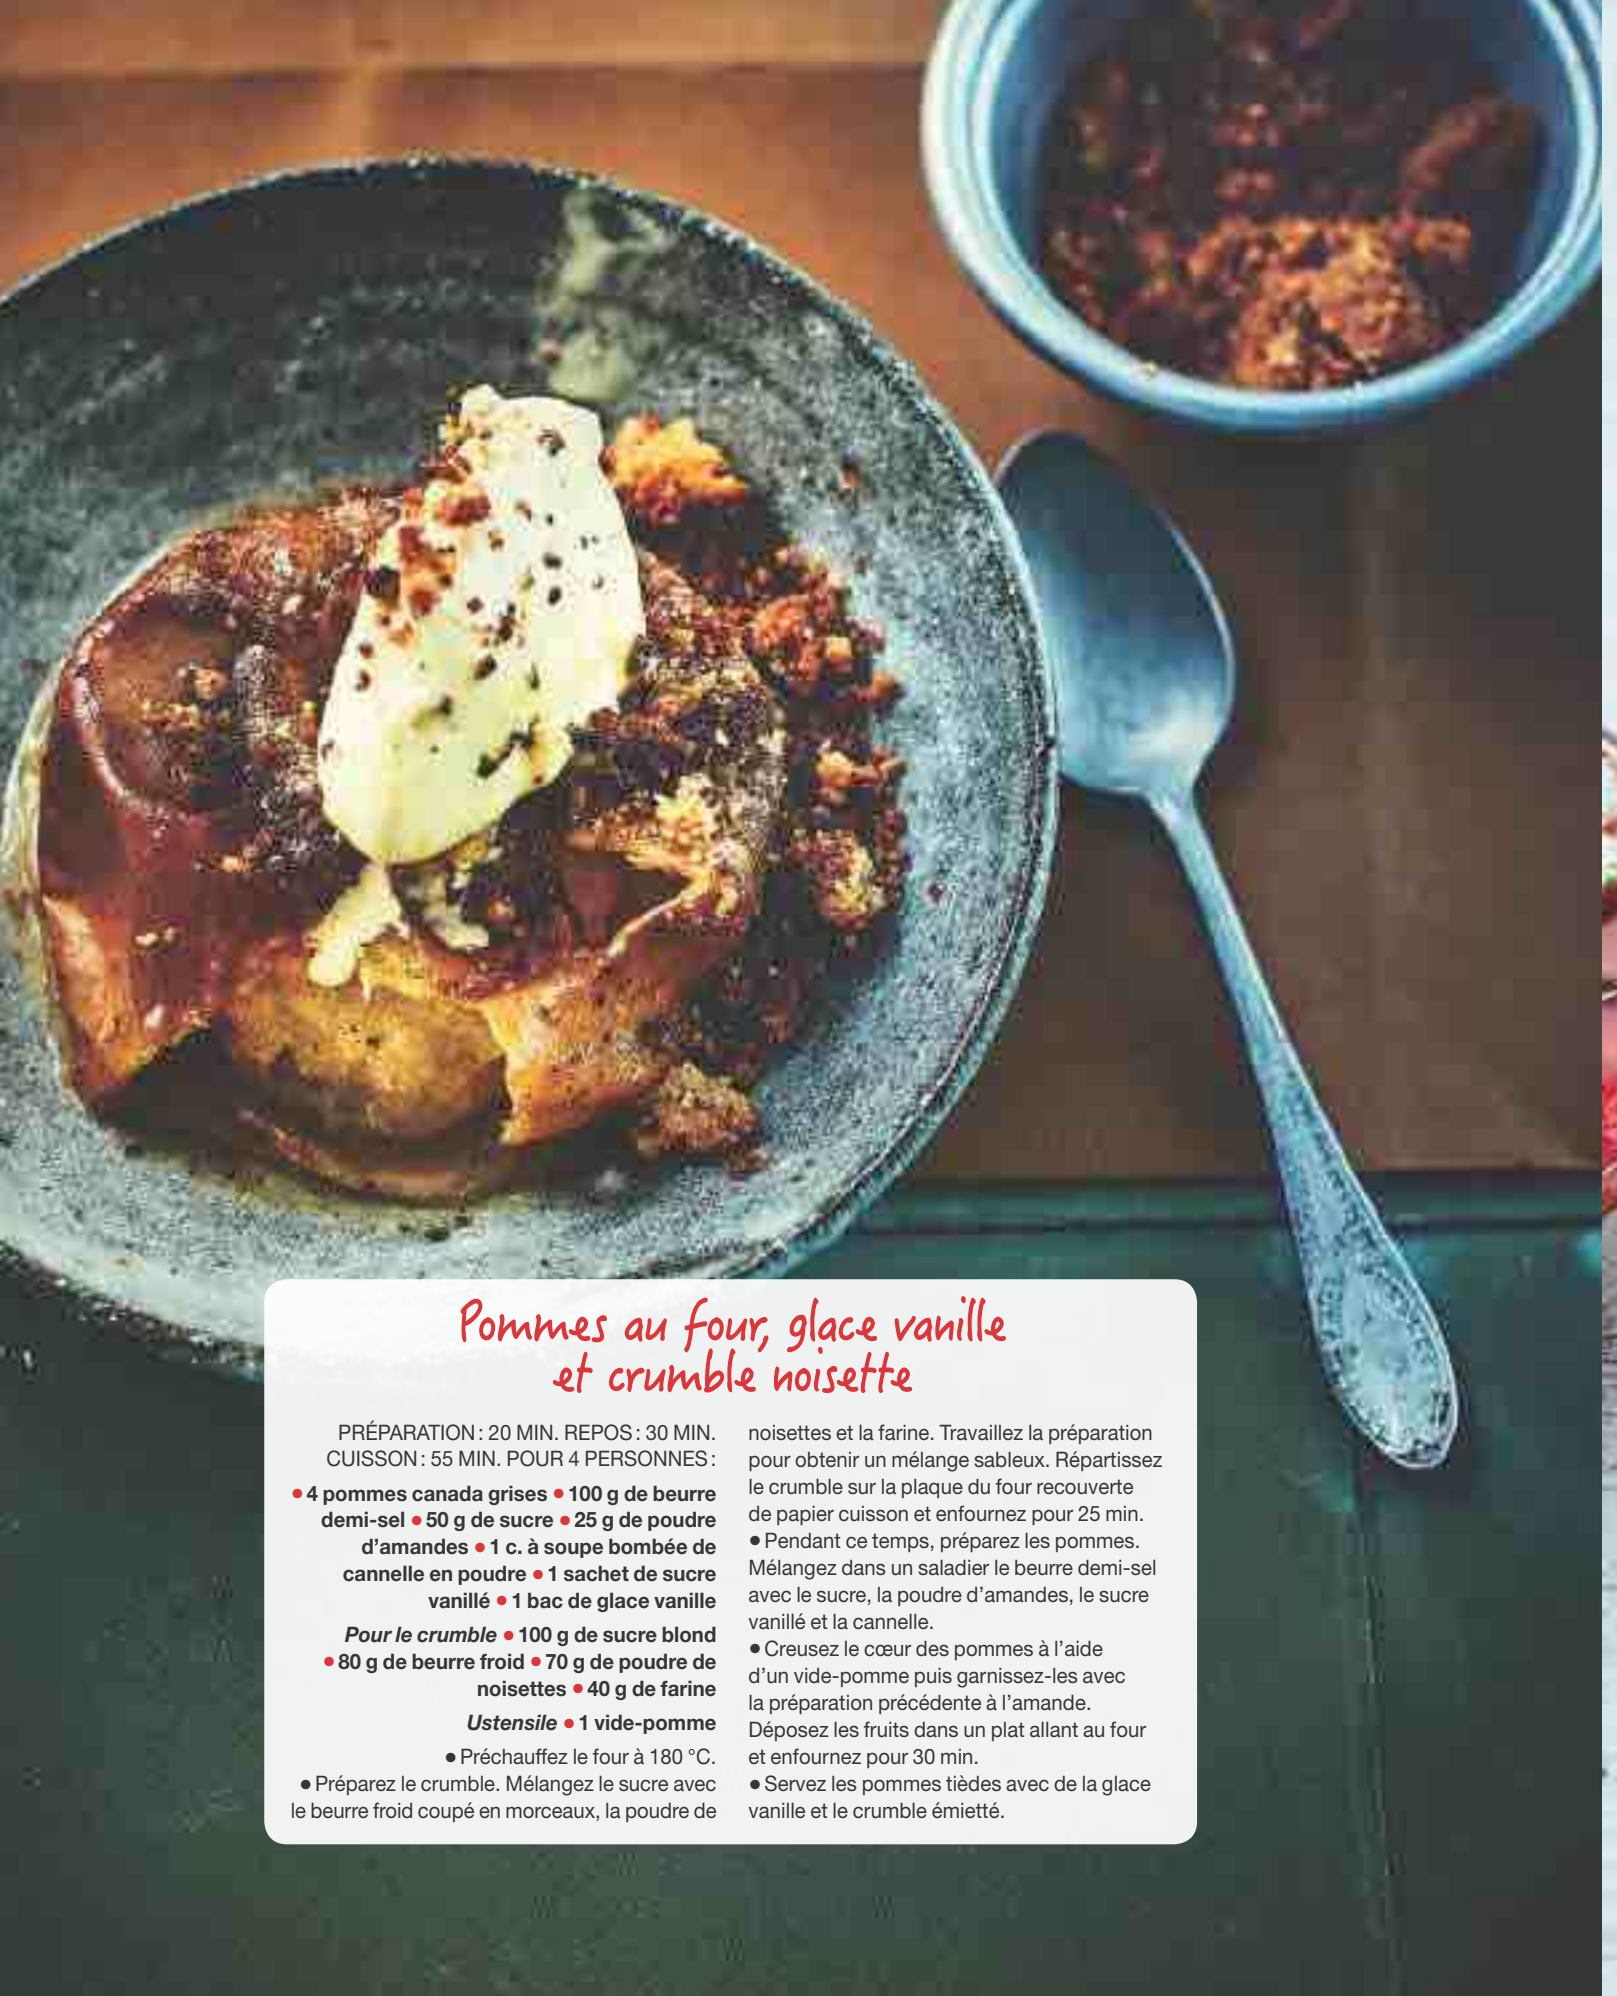 Pommes au four, glace vanille
et crumble noisette
PRÉPARATION : 20 MIN. REPOS : 30 MIN.
CUISSON : 55 MIN. POUR 4 PERSONNES :
• 4 pommes canada grises • 100 g de beurre
demi-sel • 50 g de sucre • 25 g de poudre
d'amandes • 1 c. à soupe bombée de
cannelle en poudre • 1 sachet de sucre
vanillé • 1 bac de glace vanille
Pour le crumble • 100 g de sucre blond
• 80 g de beurre froid • 70 g de poudre de
noisettes • 40 g de farine
Ustensile • 1 vide-pomme
• Préchauffez le four à 180 °C.
• Préparez le crumble. Mélangez le sucre avec
le beurre froid coupé en morceaux, la poudre de
noisettes et la farine. Travaillez la préparation
pour obtenir un mélange sableux. Répartissez
le crumble sur la plaque du four recouverte
de papier cuisson et enfournez pour 25 min.
• Pendant ce temps, préparez les pommes.
Mélangez dans un saladier le beurre demi-sel
avec le sucre, la poudre d'amandes, le sucre
vanillé et la cannelle.
• Creusez le cœur des pommes à l'aide
d'un vide-pomme puis garnissez-les avec
la préparation précédente à l'amande.
Déposez les fruits dans un plat allant au four
et enfournez pour 30 min.
• Servez les pommes tièdes avec de la glace
vanille et le crumble émietté.